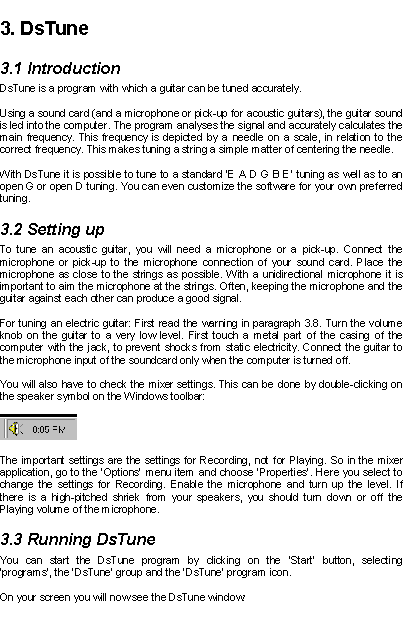 3. DsTune
3.1 Introduction
DsTune is a program with which a guitar can be tuned accurately.
Using a sound card (and a microphone or pick-up for acoustic guitars), the guitar sound
is led into the computer. The program analyses the signal and accurately calculates the
main frequency. This frequency is depicted by a needle on a scale, in relation to the
correct frequency. This makes tuning a string a simple matter of centering the needle.
With DsTune it is possible to tune to a standard 'E A D G B E' tuning as well as to an
open G or open D tuning. You can even customize the software for your own preferred
tuning.
3.2 Setting up
To tune an acoustic guitar, you will need a microphone or a pick-up. Connect the
microphone or pick-up to the microphone connection of your sound card. Place the
microphone as close to the strings as possible. With a unidirectional microphone it is
important to aim the microphone at the strings. Often, keeping the microphone and the
guitar against each other can produce a good signal.
For tuning an electric guitar: First read the warning in paragraph 3.8. Turn the volume
knob on the guitar to a very low level. First touch a metal part of the casing of the
computer with the jack, to prevent shocks from static electricity. Connect the guitar to
the microphone input of the soundcard only when the computer is turned off.
You will also have to check the mixer settings. This can be done by double-clicking on
the speaker symbol on the Windows toolbar:
0:05 PM
The important settings are the settings for Recording, not for Playing. So in the mixer
application, go to the 'Options' menu item and choose 'Properties'. Here you select to
change the settings for Recording. Enable the microphone and turn up the level. If
there is a high-pitched shriek from your speakers, you should turn down or off the
Playing volume of the microphone.
3.3 Running DsTune
You can start the DsTune program by clicking on the 'Start' button, selecting
'programs', the 'DsTune' group and the 'DsTune' program icon.
On your screen you will now see the DsTune window: